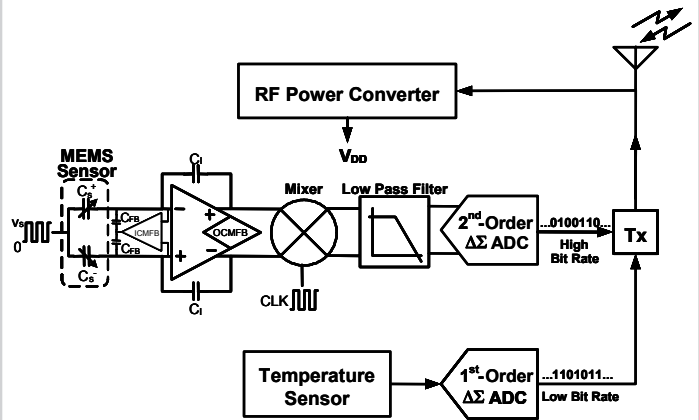 RF Power Converter
VDD
MEMS
Sensor
CS+
CI
Mixer
Low Pass Filter
Vs
0
CFB
ICMFB
CFB
− +
OCMFB
+ −
2nd-Order
ΔΣ ADC
...0100110...
High
Bit Rate
Tx
CS-
CI
CLK
Temperature
Sensor
1st-Order
ΔΣ ADC
...1101011...
Low Bit Rate